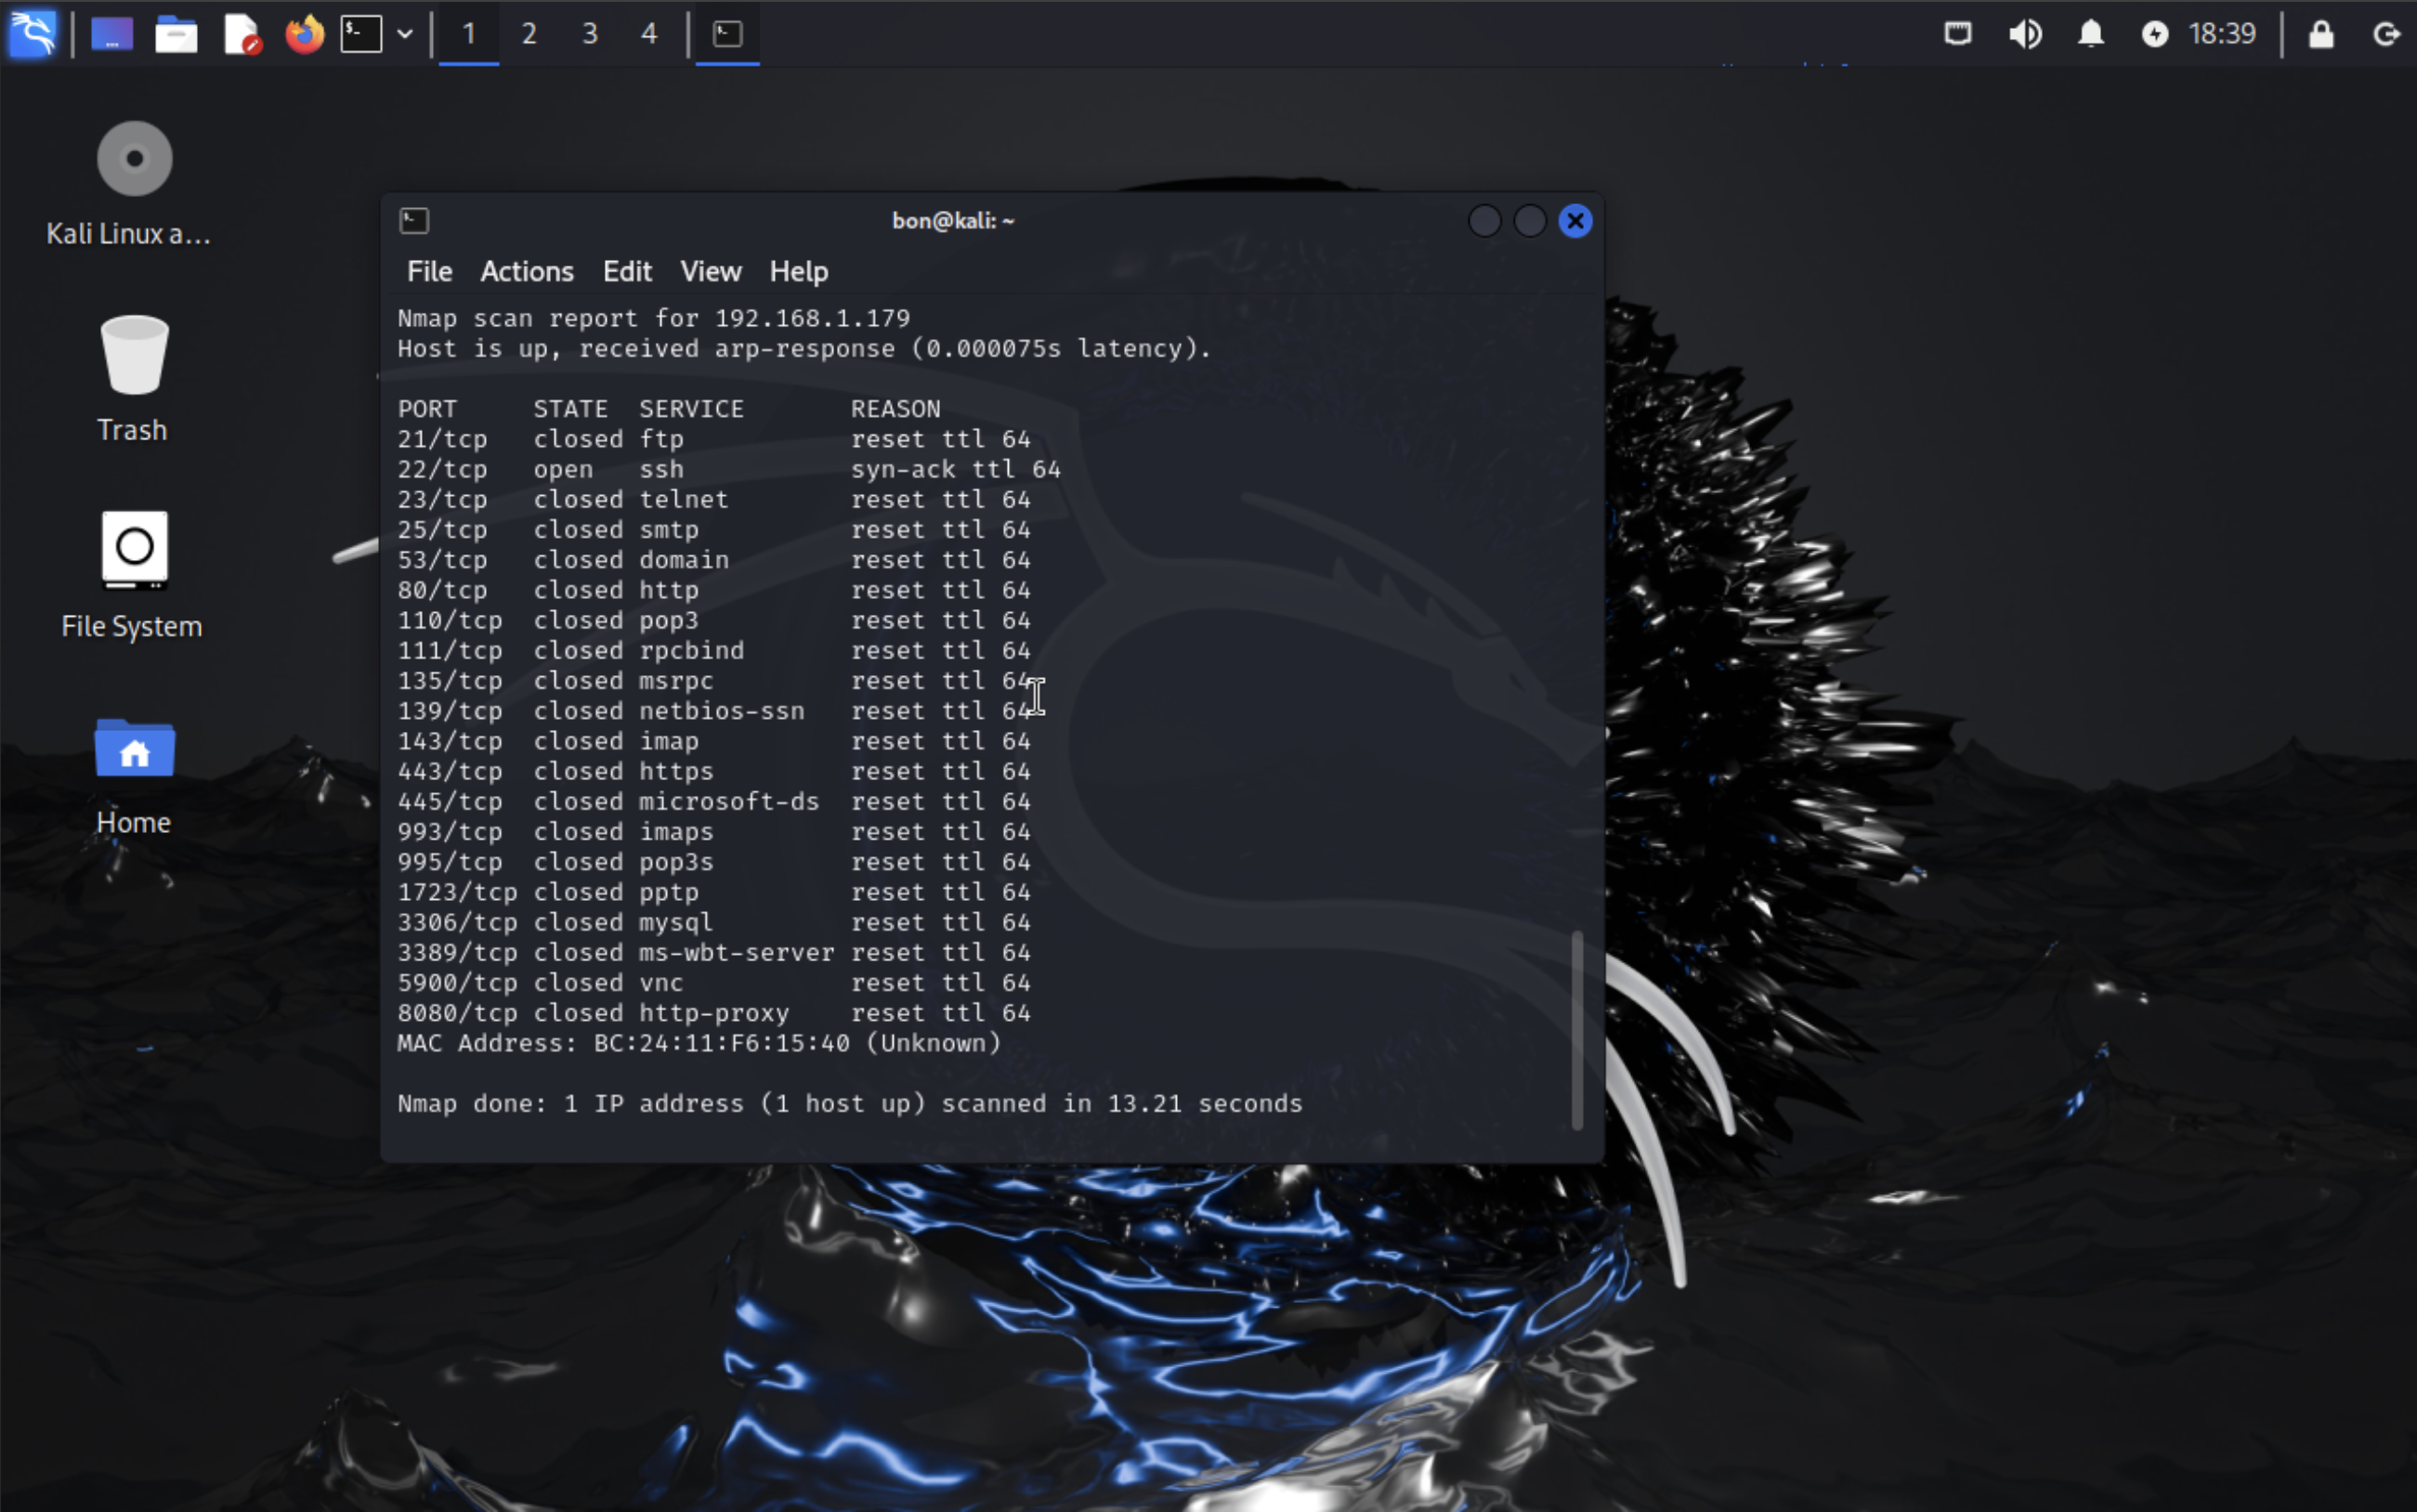 1 2 3 4 18:39
Kali Linux a...
Trash
File System
Home
bon@kali: ~
File Actions Edit View Help
Nmap scan report for 192.168.1.179
Host is up, received arp-response (0.000075s latency).
PORT STATE SERVICE REASON
21/tcp closed ftp reset ttl 64
22/tcp open ssh syn-ack ttl 64
23/tcp closed telnet reset ttl 64
25/tcp closed smtp reset ttl 64
53/tcp closed domain reset ttl 64
80/tcp closed http reset ttl 64
110/tcp closed pop3 reset ttl 64
111/tcp closed rpcbind reset ttl 64
135/tcp closed msrpc reset ttl 64
139/tcp closed netbios-ssn reset ttl 64
143/tcp closed imap reset ttl 64
443/tcp closed https reset ttl 64
445/tcp closed microsoft-ds reset ttl 64
993/tcp closed imaps reset ttl 64
995/tcp closed pop3s reset ttl 64
1723/tcp closed pptp reset ttl 64
3306/tcp closed mysql reset ttl 64
3389/tcp closed ms-wbt-server reset ttl 64
5900/tcp closed vnc reset ttl 64
8080/tcp closed http-proxy reset ttl 64
MAC Address: BC:24:11:F6:15:40 (Unknown)
Nmap done: 1 IP address (1 host up) scanned in 13.21 seconds